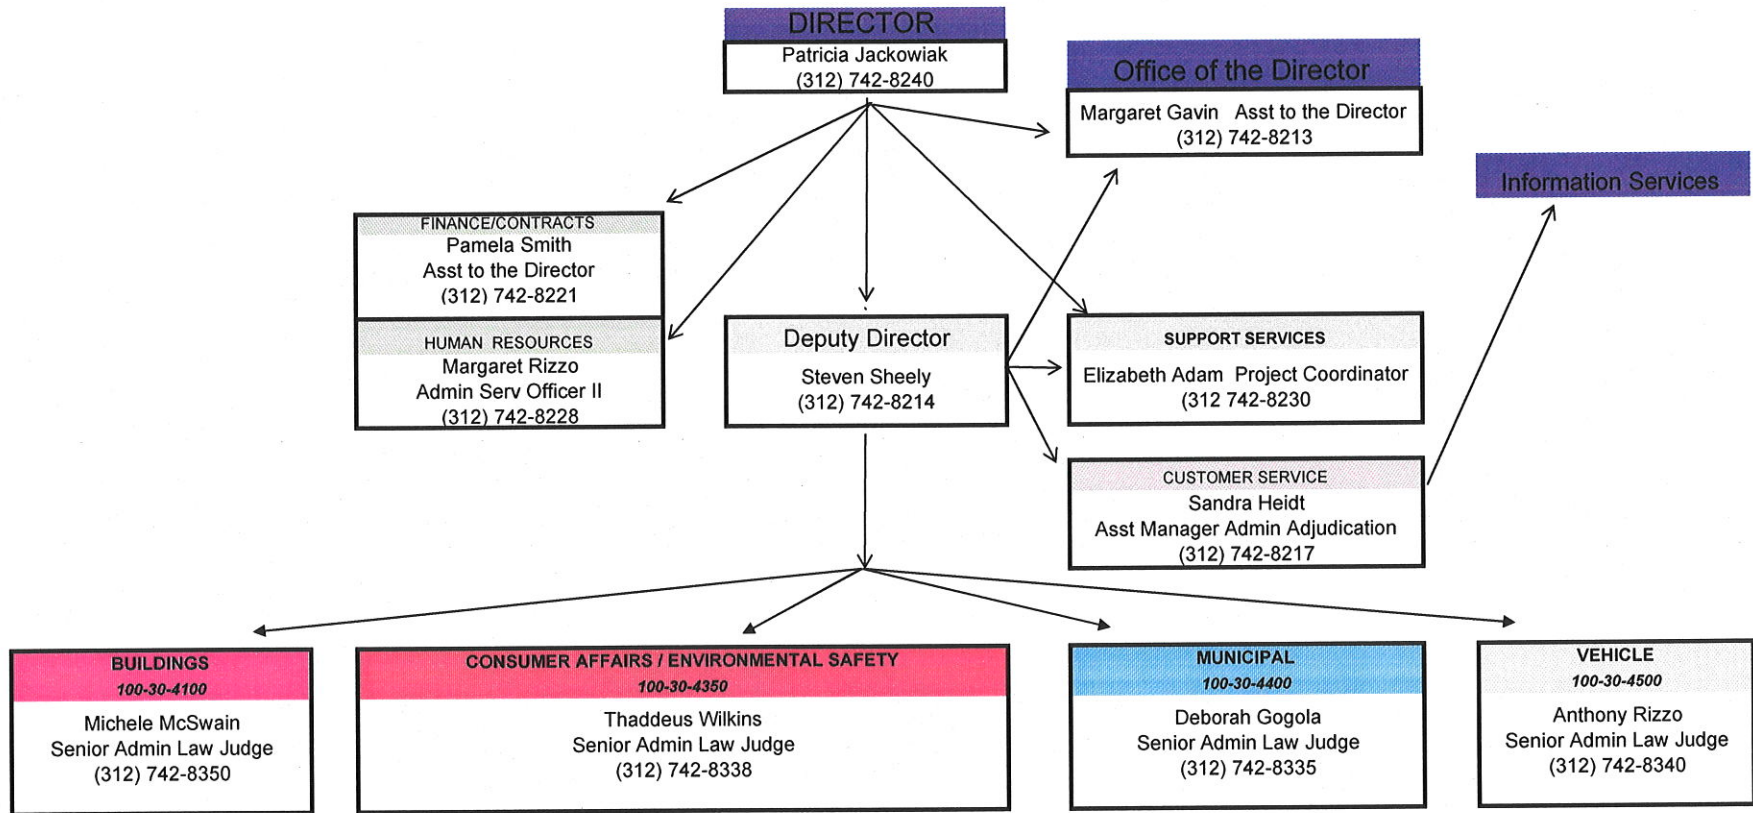 DIRECTOR
Patricia Jackowiak
(312) 742-8240
Office of the Director
Margaret Gavin Asst to the Director
(312) 742-8213
Information Services
FINANCE/CONTRACTS
Pamela Smith
Asst to the Director
(312) 742-8221
HUMAN RESOURCES
Margaret Rizzo
Admin Serv Officer II
(312) 742-8228
Deputy Director
Steven Sheely
(312) 742-8214
SUPPORT SERVICES
Elizabeth Adam Project Coordinator
(312 742-8230
CUSTOMER SERVICE
Sandra Heidt
Asst Manager Admin Adjudication
(312) 742-8217
BUILDINGS
100-30-4100
Michele McSwain
Senior Admin Law Judge
(312) 742-8350
CONSUMER AFFAIRS / ENVIRONMENTAL SAFETY
100-30-4350
Thaddeus Wilkins
Senior Admin Law Judge
(312) 742-8338
MUNICIPAL
100-30-4400
Deborah Gogola
Senior Admin Law Judge
(312) 742-8335
VEHICLE
100-30-4500
Anthony Rizzo
Senior Admin Law Judge
(312) 742-8340